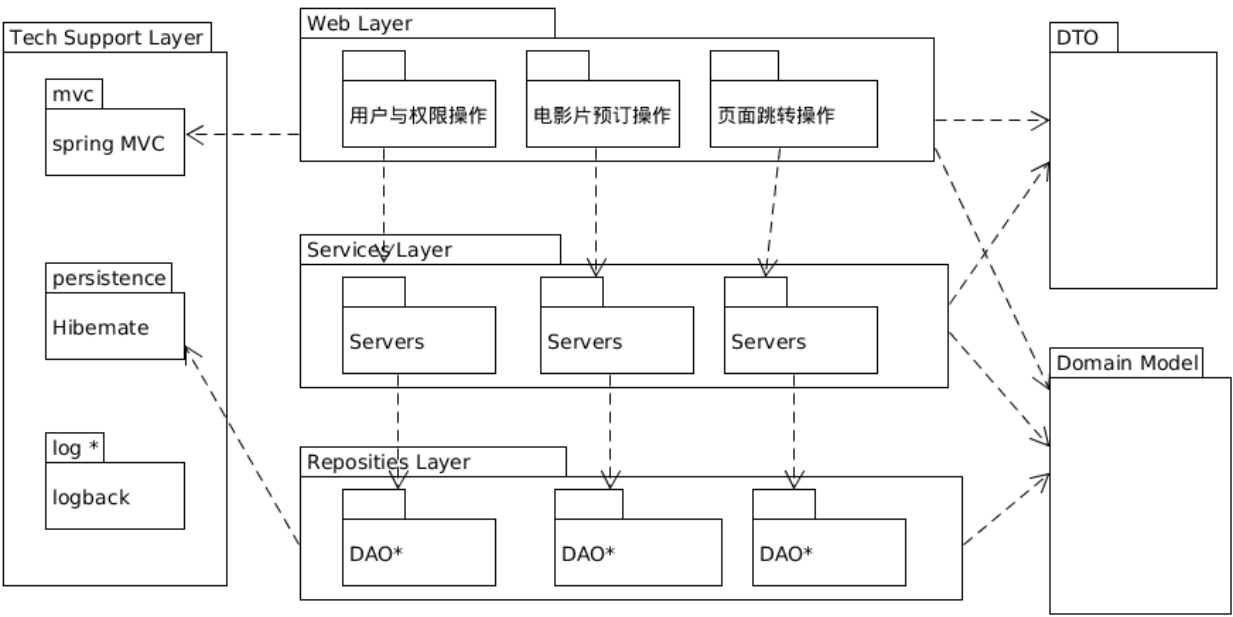 Tech Support Layer
mvc
spring MVC
persistence
Hibemate
log *
logback
Web Layer
用户与权限操作
电影片预订操作
页面跳转操作
Services Layer
Servers
Servers
Servers
Reposities Layer
DAO*
DAO*
DAO*
DTO
Domain Model